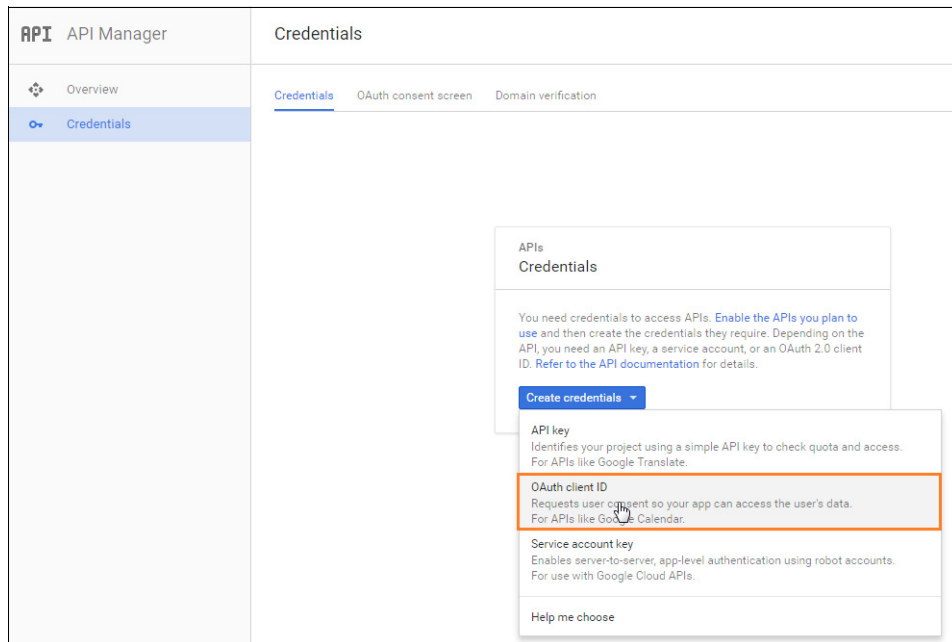 API API Manager
Credentials
Overview
Credentials
Credentials OAuth consent screen Domain verification
APIs
Credentials
You need credentials to access APIs. Enable the APIs you plan to
use and then create the credentials they require. Depending on the
API, you need an API key, a service account, or an OAuth 2.0 client
ID. Refer to the API documentation for details.
Create credentials
API key
Identifies your project using a simple API key to check quota and access.
For APIs like Google Translate.
OAuth client ID
Requests user consent so your app can access the user's data.
For APIs like Google Calendar.
Service account key
Enables server-to-server, app-level authentication using robot accounts.
For use with Google Cloud APIs.
Help me choose